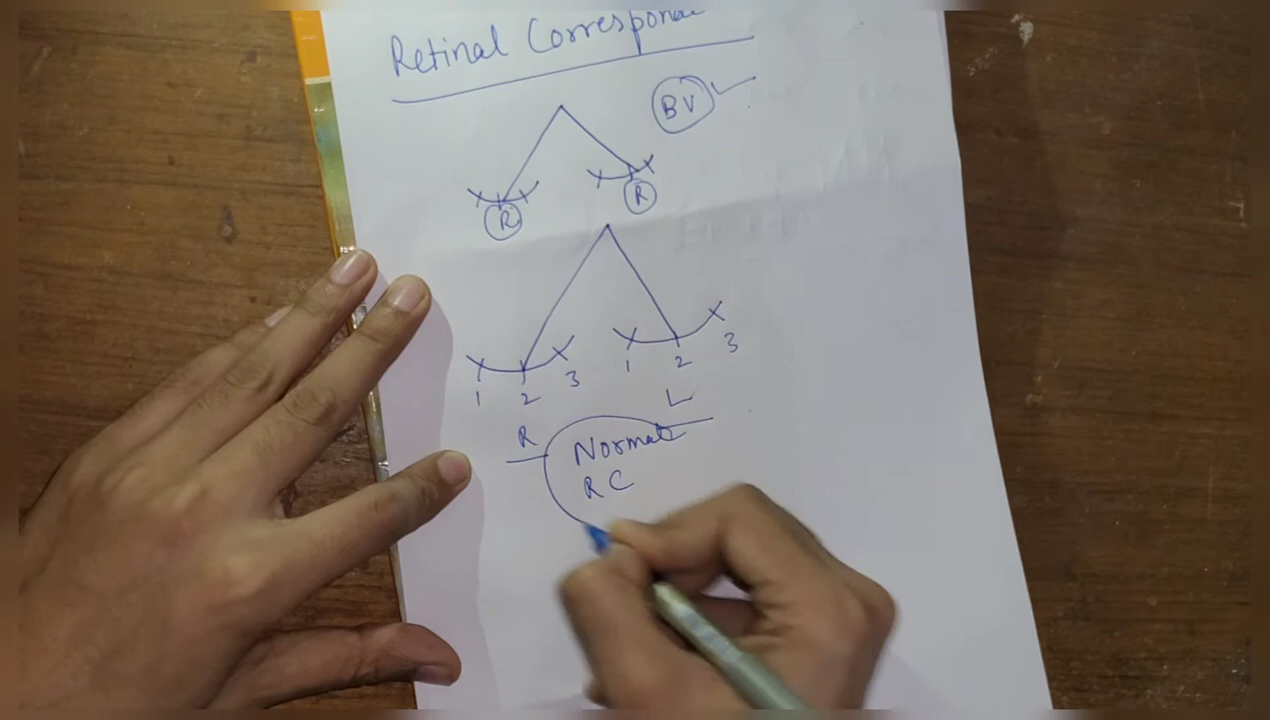 Retinal Correspon
BV
R R
1 2 3 1 2 3
R L
Normal
RC